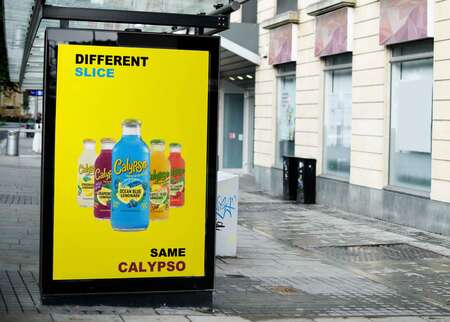 DIFFERENT
SLICE
Calypso
OCEAN BLUE
LEMONADE
SAME
CALYPSO